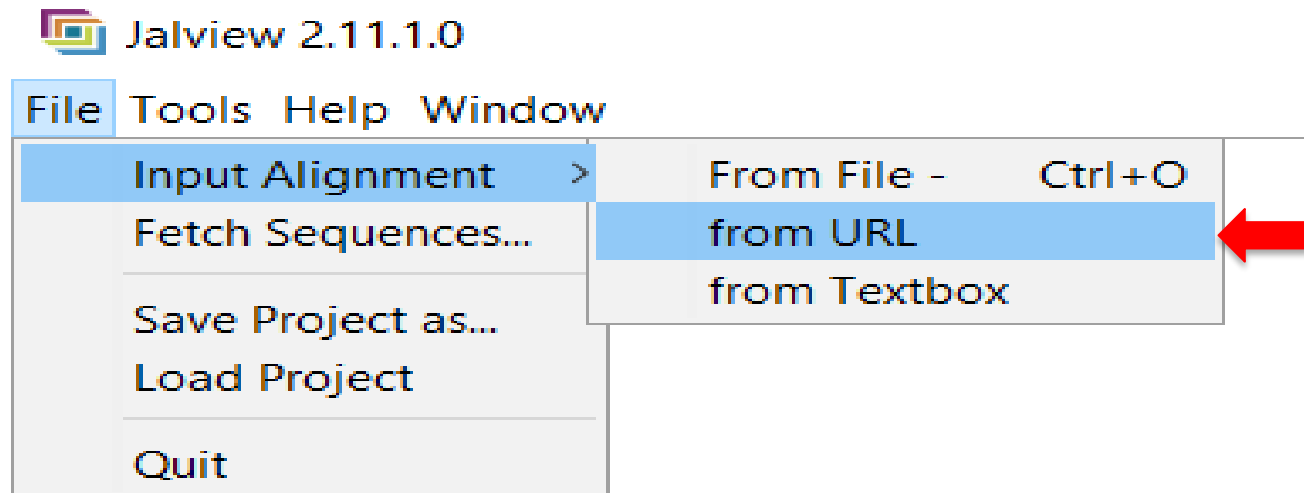 Jalview 2.11.1.0
File Tools Help Window
Input Alignment >
From File - Ctrl+O
Fetch Sequences...
from URL
from Textbox
Save Project as...
Load Project
Quit